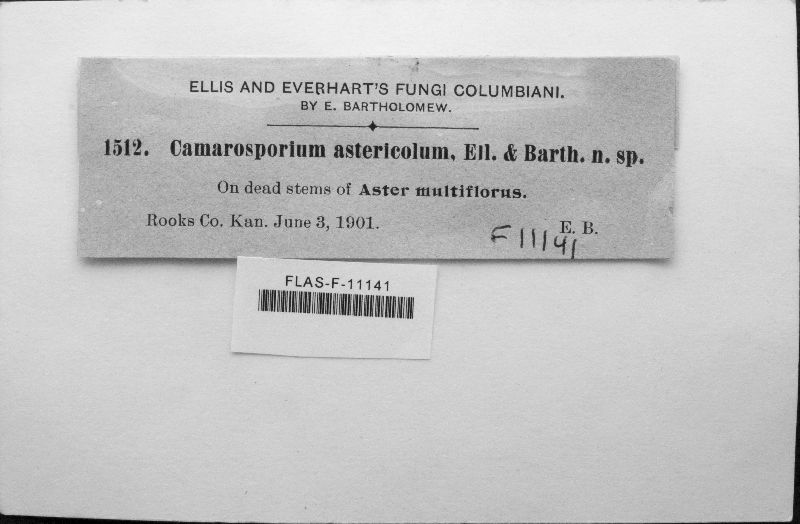 ELLIS AND EVERHART'S FUNGI COLUMBIANI.
BY E. BARTHOLOMEW.
1512. Camarosporium astericolum, Ell. & Barth. n. sp.
On dead stems of Aster multiflorus.
Rooks Co. Kan. June 3, 1901. E. B.
F 11141
FLAS-F-11141